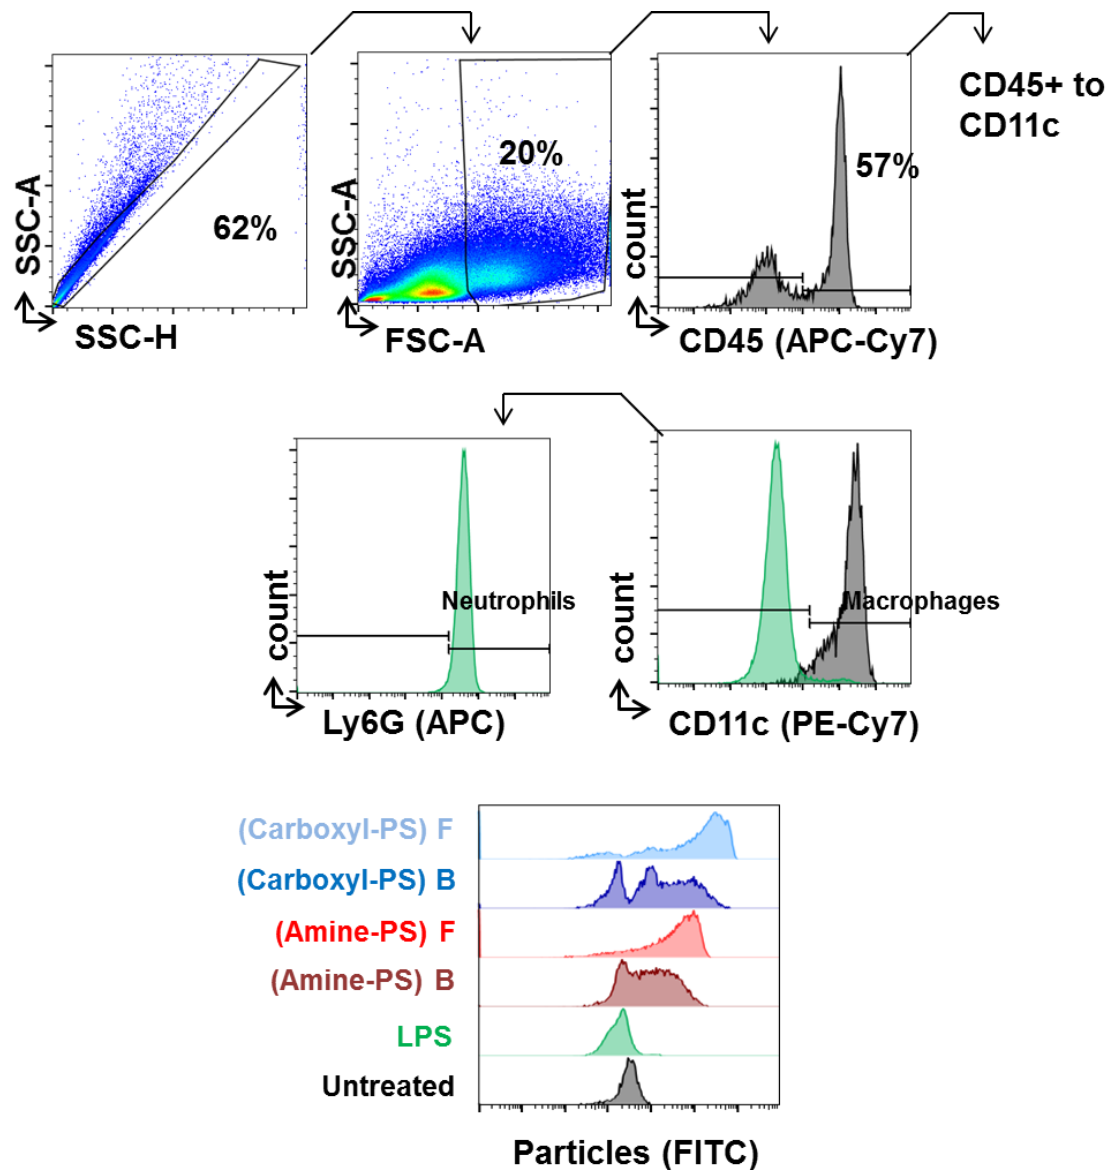 CD45+ to
CD11c
SSC-A
62%
SSC-H
SSC-A
20%
FSC-A
count
57%
CD45 (APC-Cy7)
count
Neutrophils
Ly6G (APC)
count
Macrophages
CD11c (PE-Cy7)
(Carboxyl-PS) F
(Carboxyl-PS) B
(Amine-PS) F
(Amine-PS) B
LPS
Untreated
Particles (FITC)